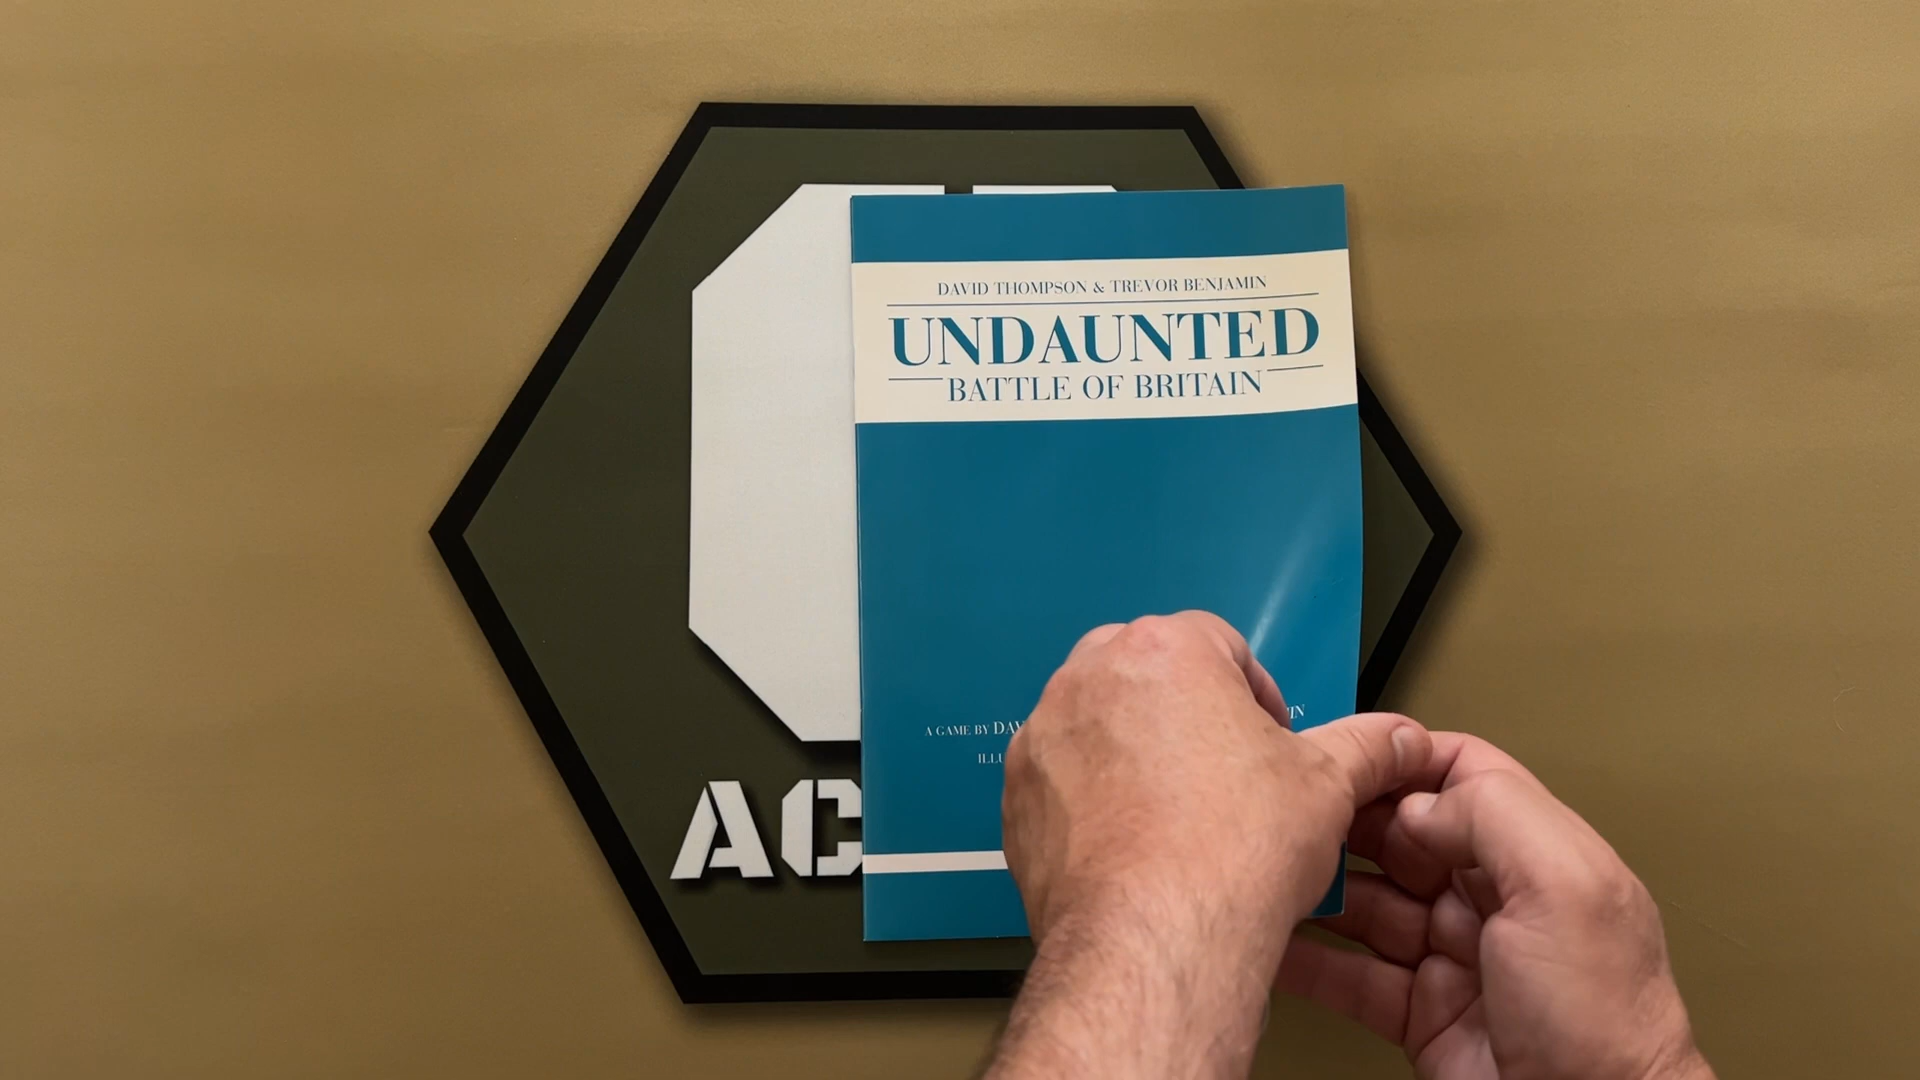 DAVID THOMPSON & TREVOR BENJAMIN
UNDAUNTED
BATTLE OF BRITAIN
A GAME BY
AC